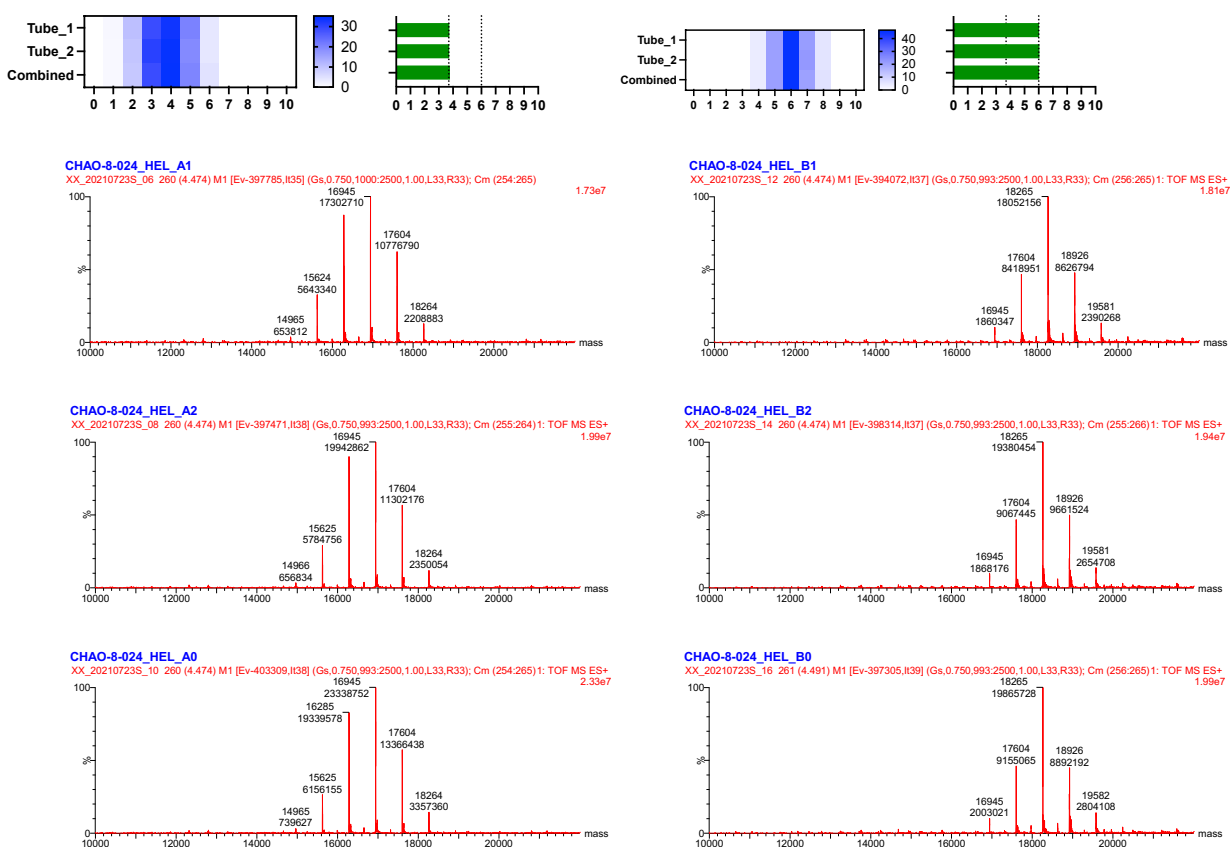 Tube_1
Tube_2
Combined
0 1 2 3 4 5 6 7 8 9 10
30
20
10
0
0 1 2 3 4 5 6 7 8 9 10
Tube_1
Tube_2
Combined
0 1 2 3 4 5 6 7 8 9 10
40
30
20
10
0
0 1 2 3 4 5 6 7 8 9 10
CHAO-8-024_HEL_A1
XX_20210723S_06 260 (4.474) M1 [Ev-397785,It35] (Gs,0.750,1000:2500,1.00,L33,R33); Cm (254:265)
1.73e7
100
%
0
16945
17302710
17604
10776790
15624
5643340
14965
653812
18264
2208883
10000 12000 14000 16000 18000 20000 mass
CHAO-8-024_HEL_B1
XX_20210723S_12 260 (4.474) M1 [Ev-394072,It37] (Gs,0.750,993:2500,1.00,L33,R33); Cm (256:265) 1: TOF MS ES+
1.81e7
100
%
0
18265
18052156
17604
8418951
18926
8626794
16945
1860347
19581
2390268
10000 12000 14000 16000 18000 20000 mass
CHAO-8-024_HEL_A2
XX_20210723S_08 260 (4.474) M1 [Ev-397471,It38] (Gs,0.750,993:2500,1.00,L33,R33); Cm (255:264) 1: TOF MS ES+
1.99e7
100
%
0
16945
19942862
17604
11302176
15625
5784756
14966
656834
18264
2350054
10000 12000 14000 16000 18000 20000 mass
CHAO-8-024_HEL_B2
XX_20210723S_14 260 (4.474) M1 [Ev-398314,It37] (Gs,0.750,993:2500,1.00,L33,R33); Cm (255:266) 1: TOF MS ES+
1.94e7
100
%
0
18265
19380454
17604
9067445
18926
9661524
16945
1868176
19581
2654708
10000 12000 14000 16000 18000 20000 mass
CHAO-8-024_HEL_A0
XX_20210723S_10 260 (4.474) M1 [Ev-403309,It38] (Gs,0.750,993:2500,1.00,L33,R33); Cm (254:265) 1: TOF MS ES+
2.33e7
100
%
0
16945
23338752
16285
19339578
17604
13366438
15625
6156155
14965
739627
18264
3357360
10000 12000 14000 16000 18000 20000 mass
CHAO-8-024_HEL_B0
XX_20210723S_16 261 (4.491) M1 [Ev-397305,It39] (Gs,0.750,993:2500,1.00,L33,R33); Cm (256:265) 1: TOF MS ES+
1.99e7
100
%
0
18265
19865728
17604
9155065
18926
8892192
16945
2003021
19582
2804108
10000 12000 14000 16000 18000 20000 mass